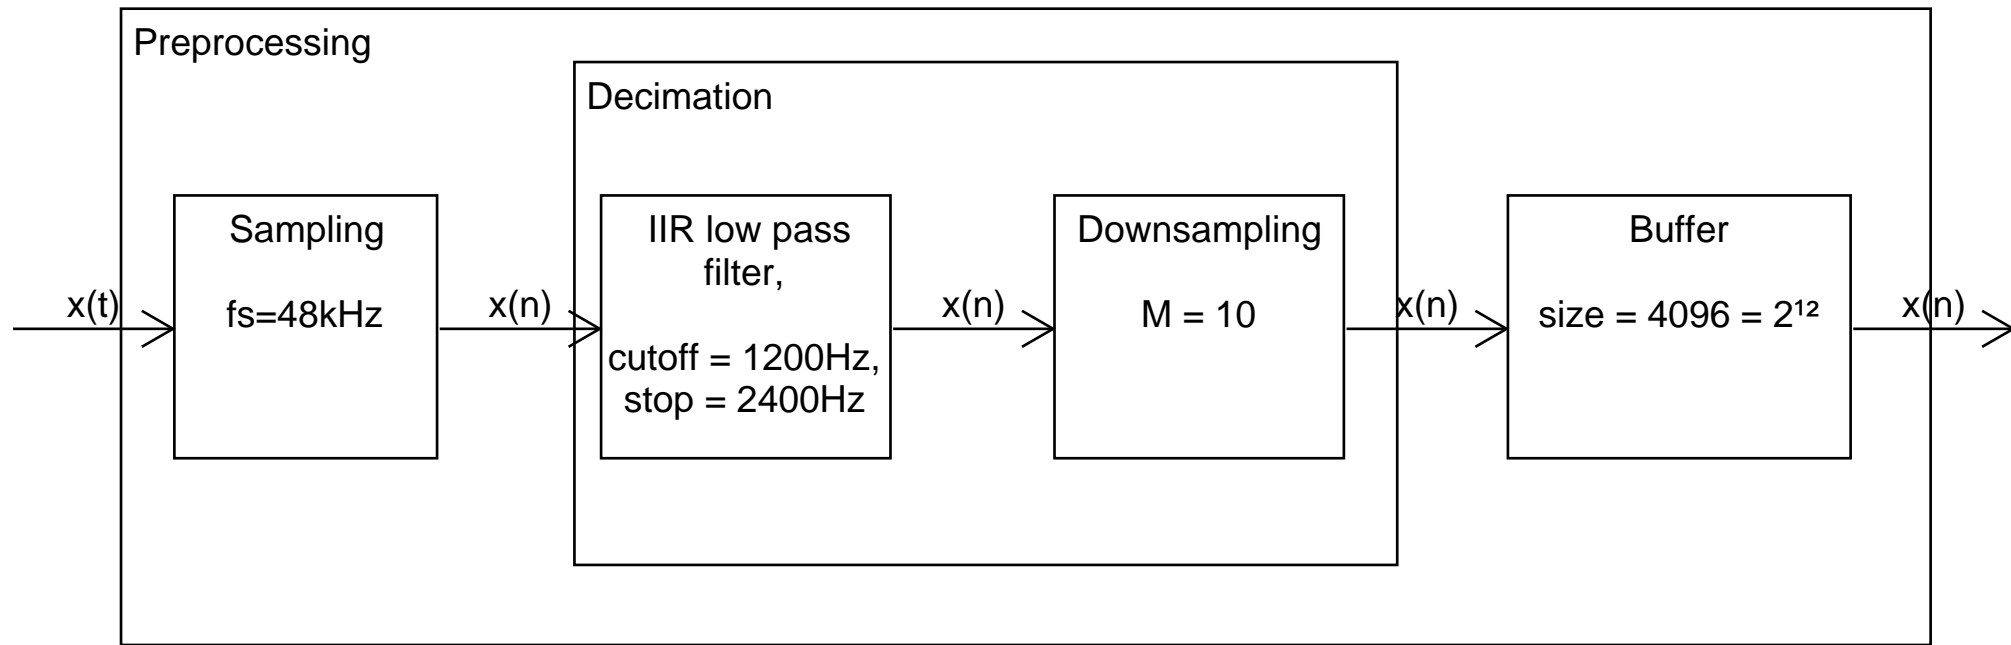 Preprocessing
Decimation
Sampling
fs=48kHz
IIR low pass
filter,
cutoff = 1200Hz,
stop = 2400Hz
Downsampling
M = 10
Buffer
size = 4096 = 2¹²
x(t)
x(n)
x(n)
x(n)
x(n)